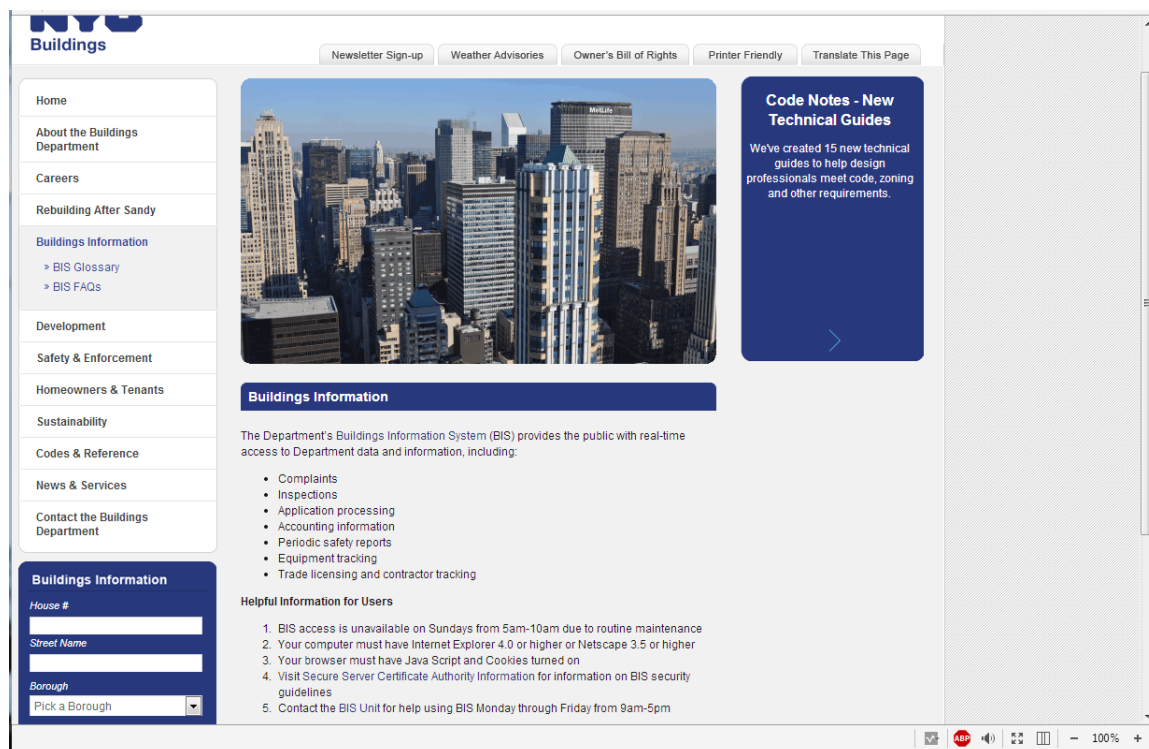 NYC
Buildings
Newsletter Sign-up
Weather Advisories
Owner's Bill of Rights
Printer Friendly
Translate This Page
Home
About the Buildings
Department
Careers
Rebuilding After Sandy
Buildings Information
» BIS Glossary
» BIS FAQs
Development
Safety & Enforcement
Homeowners & Tenants
Sustainability
Codes & Reference
News & Services
Contact the Buildings
Department
Buildings Information
House #
Street Name
Borough
Pick a Borough
MetLife
Code Notes - New
Technical Guides
We've created 15 new technical
guides to help design
professionals meet code, zoning
and other requirements.
Buildings Information
The Department's Buildings Information System (BIS) provides the public with real-time
access to Department data and information, including:
• Complaints
• Inspections
• Application processing
• Accounting information
• Periodic safety reports
• Equipment tracking
• Trade licensing and contractor tracking
Helpful Information for Users
1. BIS access is unavailable on Sundays from 5am-10am due to routine maintenance
2. Your computer must have Internet Explorer 4.0 or higher or Netscape 3.5 or higher
3. Your browser must have Java Script and Cookies turned on
4. Visit Secure Server Certificate Authority Information for information on BIS security
guidelines
5. Contact the BIS Unit for help using BIS Monday through Friday from 9am-5pm
ABP
100%